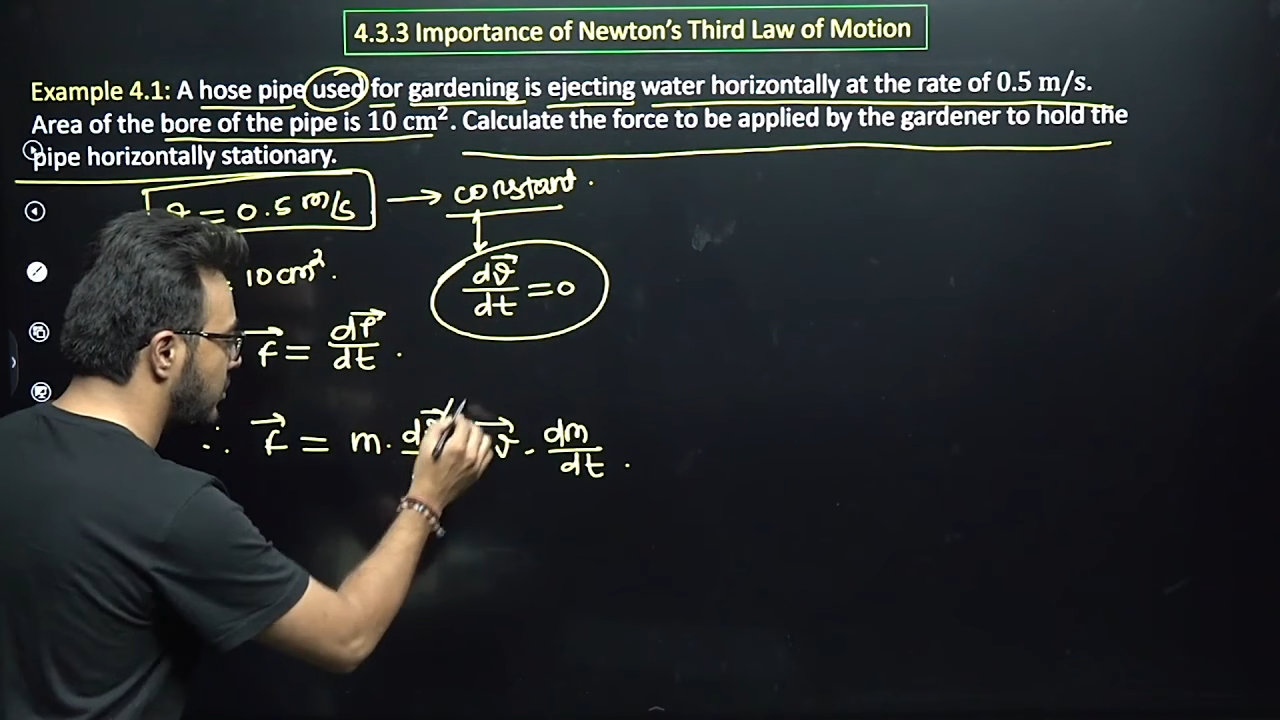 4.3.3 Importance of Newton's Third Law of Motion
Example 4.1: A hose pipe used for gardening is ejecting water horizontally at the rate of 0.5 m/s.
Area of the bore of the pipe is 10 cm². Calculate the force to be applied by the gardener to hold the
pipe horizontally stationary.
= 0.5 m/s → constant.
10 cm².
dv⃗/dt = 0
F⃗ = dP⃗/dt.
∴ F⃗ = m. v⃗ . dm/dt.